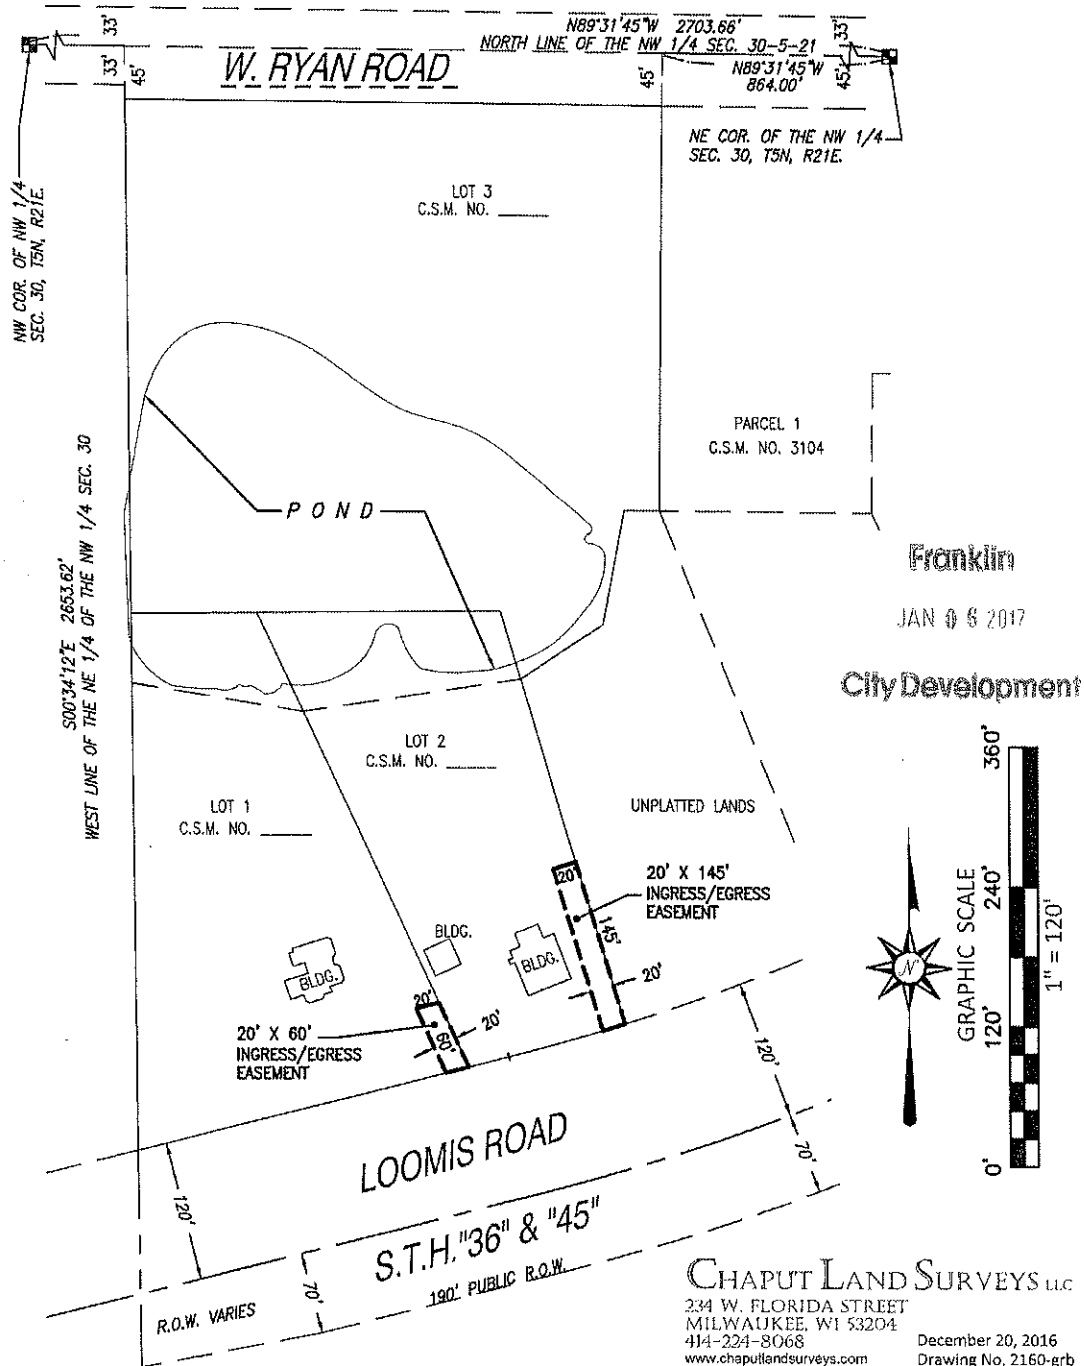 33'
N89°31'45"W 2703.66'
33'
NORTH LINE OF THE NW 1/4 SEC. 30-5-21
33'
45'
W. RYAN ROAD
45'
N89°31'45"W
864.00'
45'
NE COR. OF THE NW 1/4
SEC. 30, T5N, R21E.
NW COR. OF NW 1/4
SEC. 30, T5N, R21E.
LOT 3
C.S.M. NO. ______
PARCEL 1
C.S.M. NO. 3104
POND
S00°34'12"E 2653.62'
WEST LINE OF THE NE 1/4 OF THE NW 1/4 SEC. 30
Franklin
JAN 06 2017
City Development
LOT 2
C.S.M. NO. ______
LOT 1
C.S.M. NO. ______
UNPLATTED LANDS
20'
20' X 145'
INGRESS/EGRESS
EASEMENT
145'
20'
BLDG.
BLDG.
BLDG.
20'
20' X 60'
INGRESS/EGRESS
EASEMENT
60'
20'
N
GRAPHIC SCALE
0' 120' 240' 360'
1" = 120'
120'
70'
LOOMIS ROAD
120'
S.T.H. "36" & "45"
190' PUBLIC R.O.W.
70'
R.O.W. VARIES
CHAPUT LAND SURVEYS LLC
234 W. FLORIDA STREET
MILWAUKEE, WI 53204
414-224-8068
www.chaputlandsurveys.com
December 20, 2016
Drawing No. 2160-grb